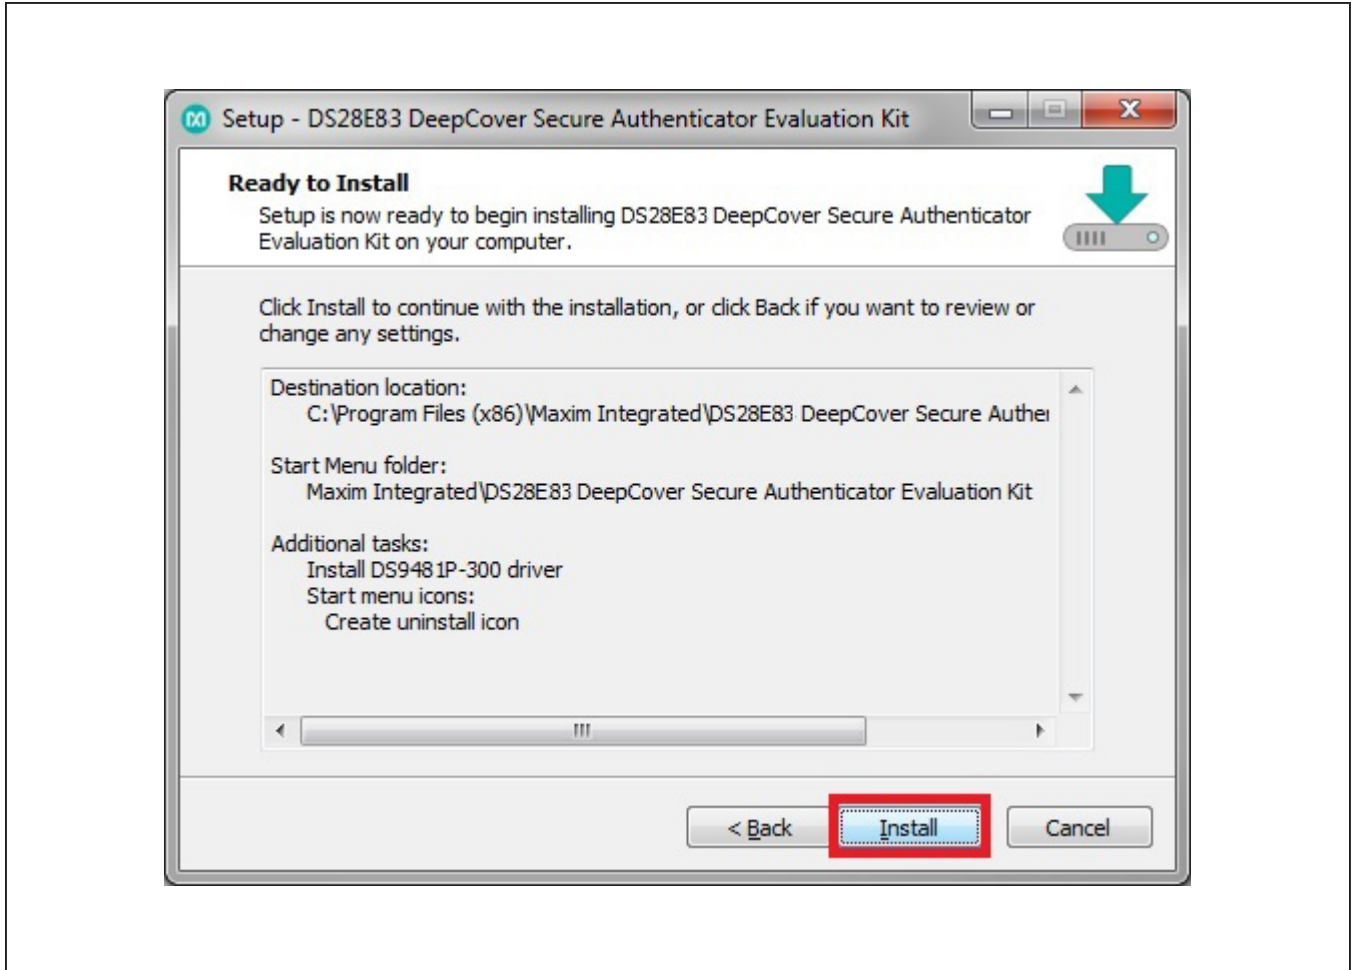 Setup - DS28E83 DeepCover Secure Authenticator Evaluation Kit
Ready to Install
Setup is now ready to begin installing DS28E83 DeepCover Secure Authenticator
Evaluation Kit on your computer.
Click Install to continue with the installation, or click Back if you want to review or
change any settings.
Destination location:
C:\Program Files (x86)\Maxim Integrated\DS28E83 DeepCover Secure Auther
Start Menu folder:
Maxim Integrated\DS28E83 DeepCover Secure Authenticator Evaluation Kit
Additional tasks:
Install DS9481P-300 driver
Start menu icons:
Create uninstall icon
< Back
Install
Cancel